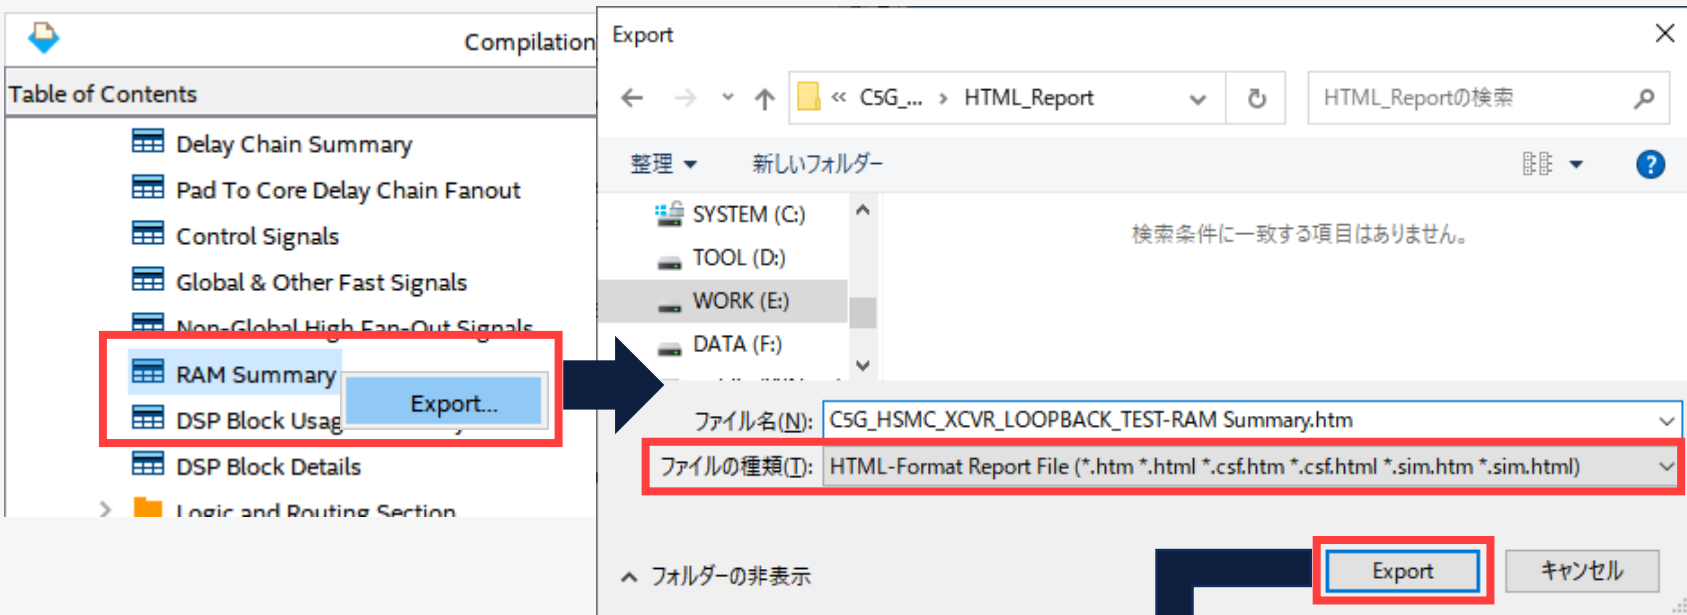 Compilation
Table of Contents
Delay Chain Summary
Pad To Core Delay Chain Fanout
Control Signals
Global & Other Fast Signals
Non-Global High Fan-Out Signals
RAM Summary
Export...
DSP Block Usag
DSP Block Details
Logic and Routing Section
Export
« C5G_... › HTML_Report
HTML_Reportの検索
整理
新しいフォルダー
SYSTEM (C:)
TOOL (D:)
WORK (E:)
DATA (F:)
検索条件に一致する項目はありません。
ファイル名(N): C5G_HSMC_XCVR_LOOPBACK_TEST-RAM Summary.htm
ファイルの種類(T): HTML-Format Report File (*.htm *.html *.csf.htm *.csf.html *.sim.htm *.sim.html)
フォルダーの非表示
Export
キャンセル